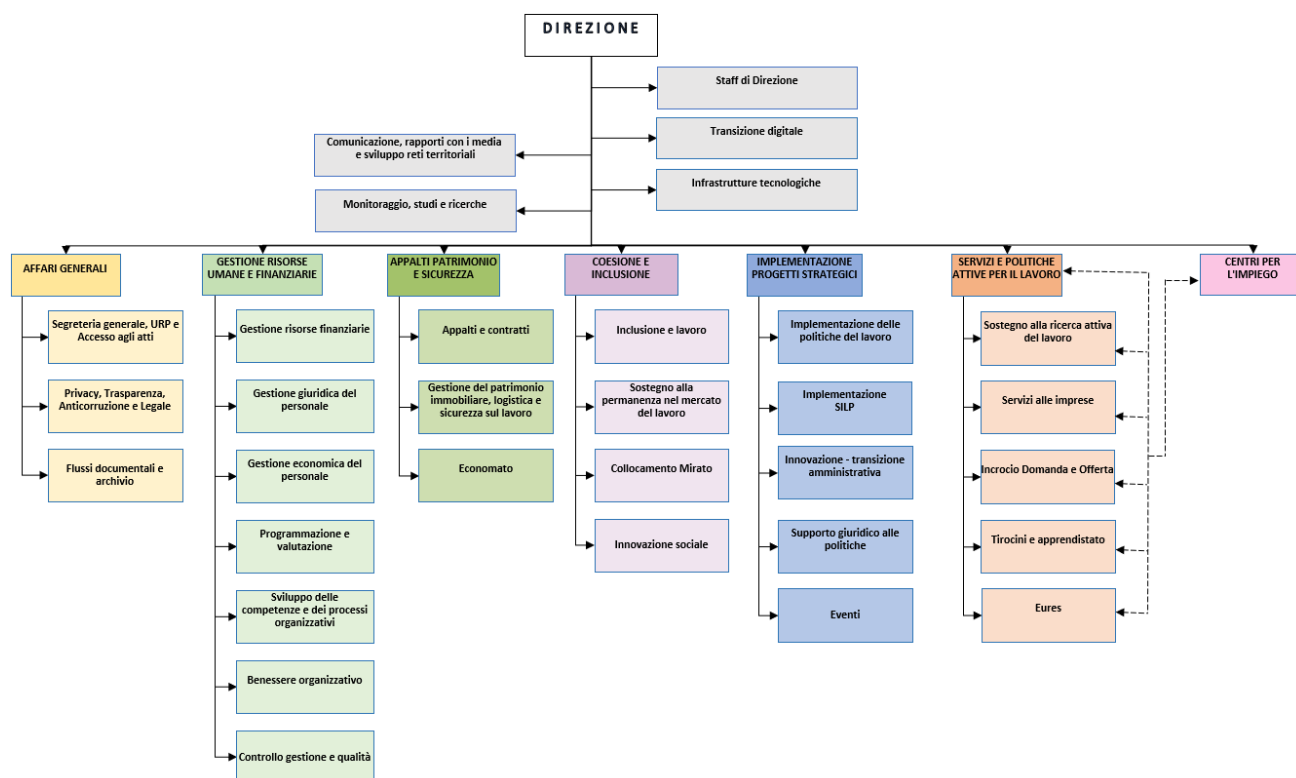 DIREZIONE
Staff di Direzione
Transizione digitale
Comunicazione, rapporti con i media
e sviluppo reti territoriali
Infrastrutture tecnologiche
Monitoraggio, studi e ricerche
AFFARI GENERALI
Segreteria generale, URP e
Accesso agli atti
Privacy, Trasparenza,
Anticorruzione e Legale
Flussi documentali e
archivio
GESTIONE RISORSE
UMANE E FINANZIARIE
Gestione risorse finanziarie
Gestione giuridica del
personale
Gestione economica del
personale
Programmazione e
valutazione
Sviluppo delle
competenze e dei processi
organizzativi
Benessere organizzativo
Controllo gestione e qualità
APPALTI PATRIMONIO
E SICUREZZA
Appalti e contratti
Gestione del patrimonio
immobiliare, logistica e
sicurezza sul lavoro
Economato
COESIONE E
INCLUSIONE
Inclusione e lavoro
Sostegno alla
permanenza nel mercato
del lavoro
Collocamento Mirato
Innovazione sociale
IMPLEMENTAZIONE
PROGETTI STRATEGICI
Implementazione delle
politiche del lavoro
Implementazione
SILP
Innovazione - transizione
amministrativa
Supporto giuridico alle
politiche
Eventi
SERVIZI E POLITICHE
ATTIVE PER IL LAVORO
Sostegno alla ricerca attiva
del lavoro
Servizi alle imprese
Incrocio Domanda e Offerta
Tirocini e apprendistato
Eures
CENTRI PER
L'IMPIEGO